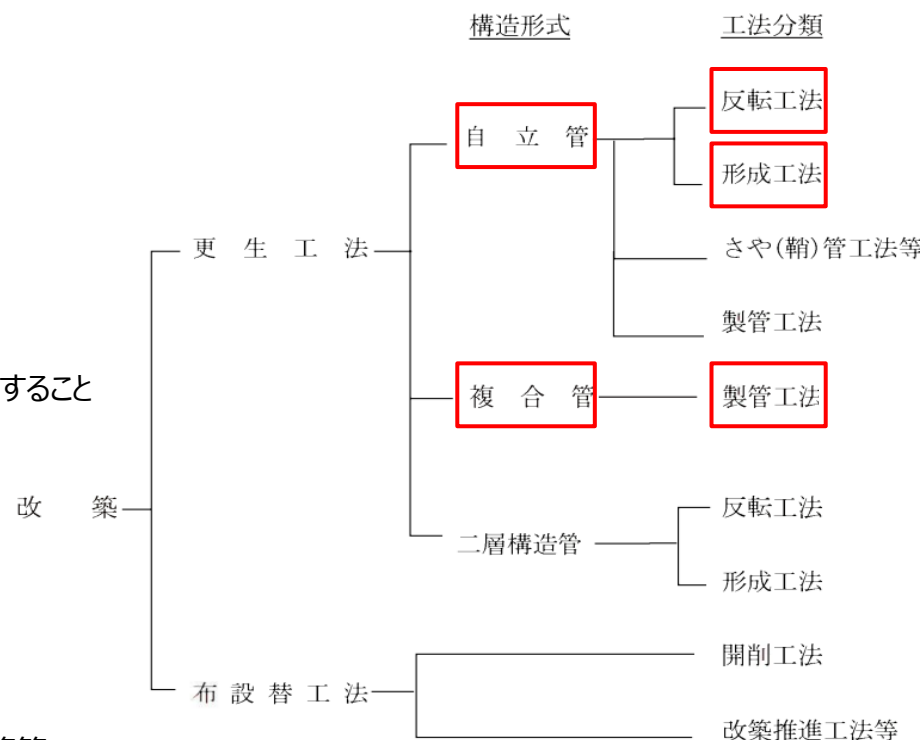 構造形式 工法分類
反転工法
自立管
形成工法
更生工法
さや(鞘)管工法等
製管工法
すること
複合管 製管工法
改築
反転工法
二層構造管
形成工法
開削工法
布設替工法
改築推進工法等